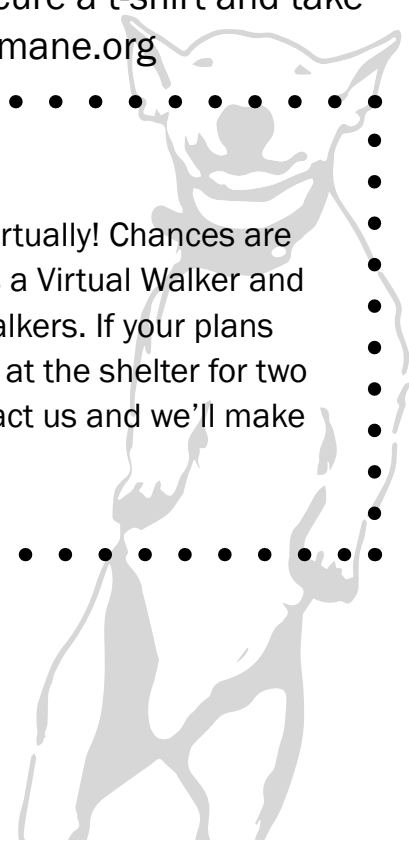 cure a t-shirt and take
mane.org
rtually! Chances are
a Virtual Walker and
alkers. If your plans
at the shelter for two
act us and we’ll make